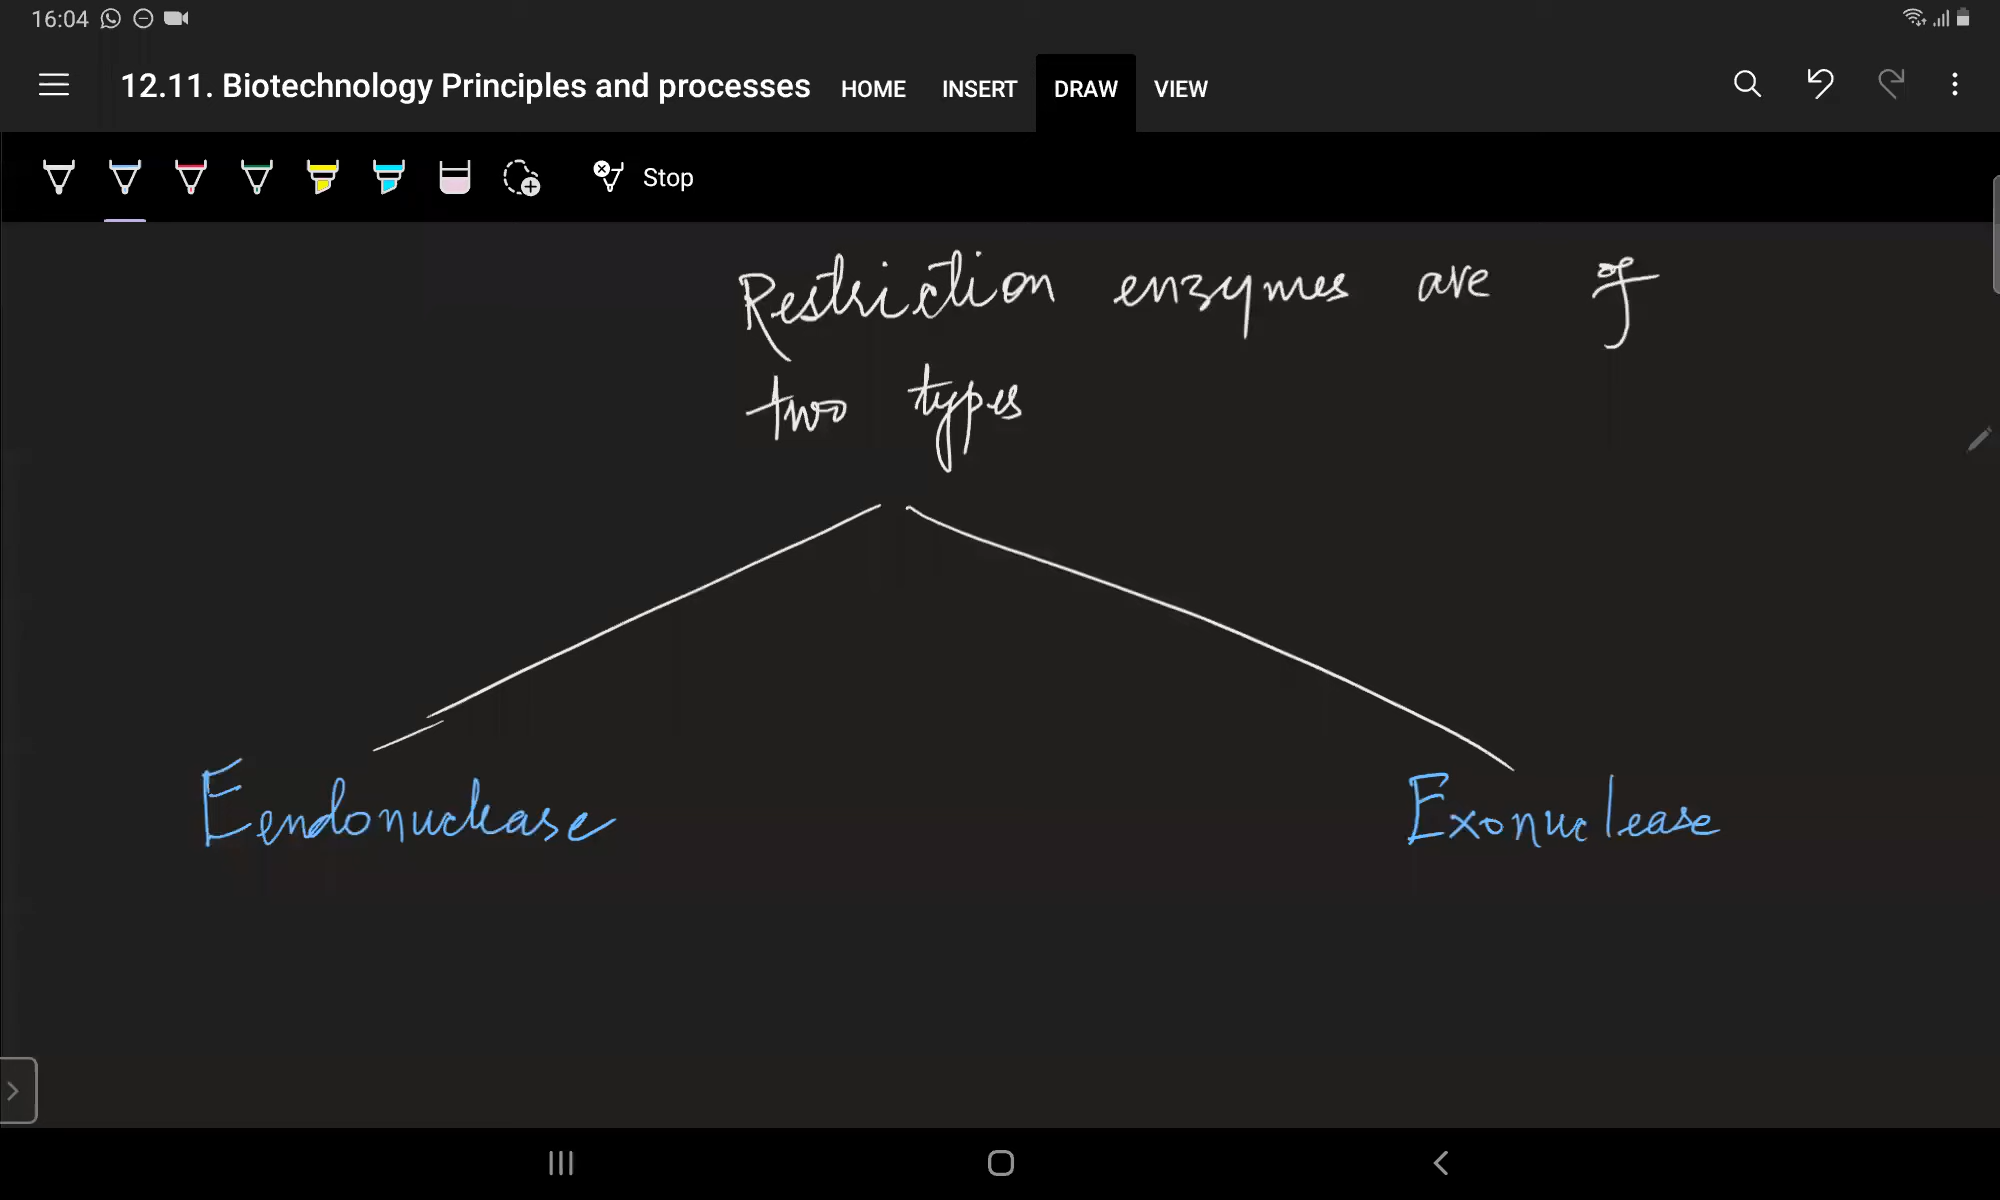 16:04
12.11. Biotechnology Principles and processes HOME INSERT DRAW VIEW
Stop
Restriction enzymes are of
two types
Eendonuclease Exonuclease